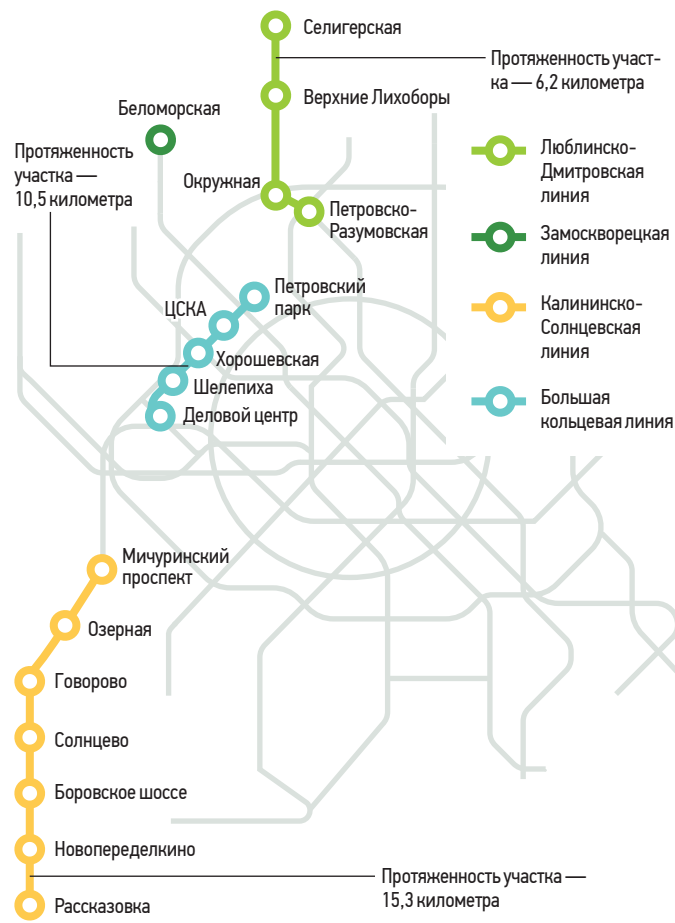 Селигерская
Протяженность участ-
ка — 6,2 километра
Верхние Лихоборы
Беломорская
Протяженность
участка —
10,5 километра
Окружная
Петровско-
Разумовская
Люблинско-
Дмитровская
линия
Замоскворецкая
линия
Калининско-
Солнцевская
линия
Большая
кольцевая линия
Петровский
парк
ЦСКА
Хорошевская
Шелепиха
Деловой центр
Мичуринский
проспект
Озерная
Говорово
Солнцево
Боровское шоссе
Новопеределкино
Протяженность участка —
15,3 километра
Рассказовка